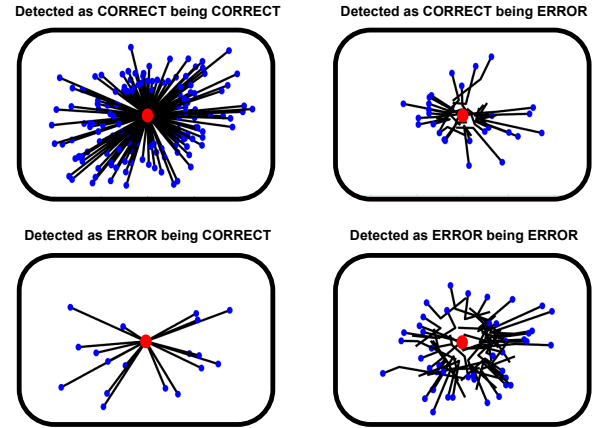 Detected as CORRECT being CORRECT
Detected as CORRECT being ERROR
Detected as ERROR being CORRECT
Detected as ERROR being ERROR